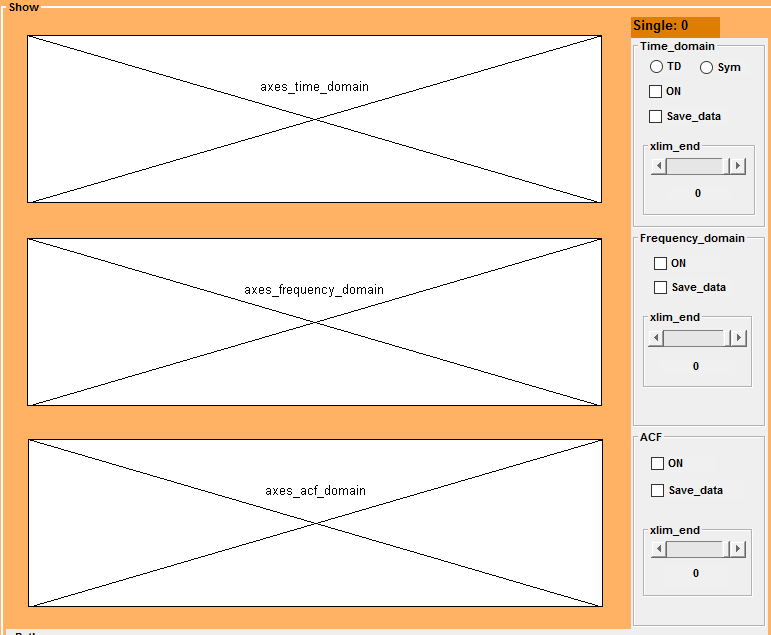 Show
axes_time_domain
axes_frequency_domain
axes_acf_domain
Single: 0
Time_domain
TD Sym
ON
Save_data
xlim_end
0
Frequency_domain
ON
Save_data
xlim_end
0
ACF
ON
Save_data
xlim_end
0